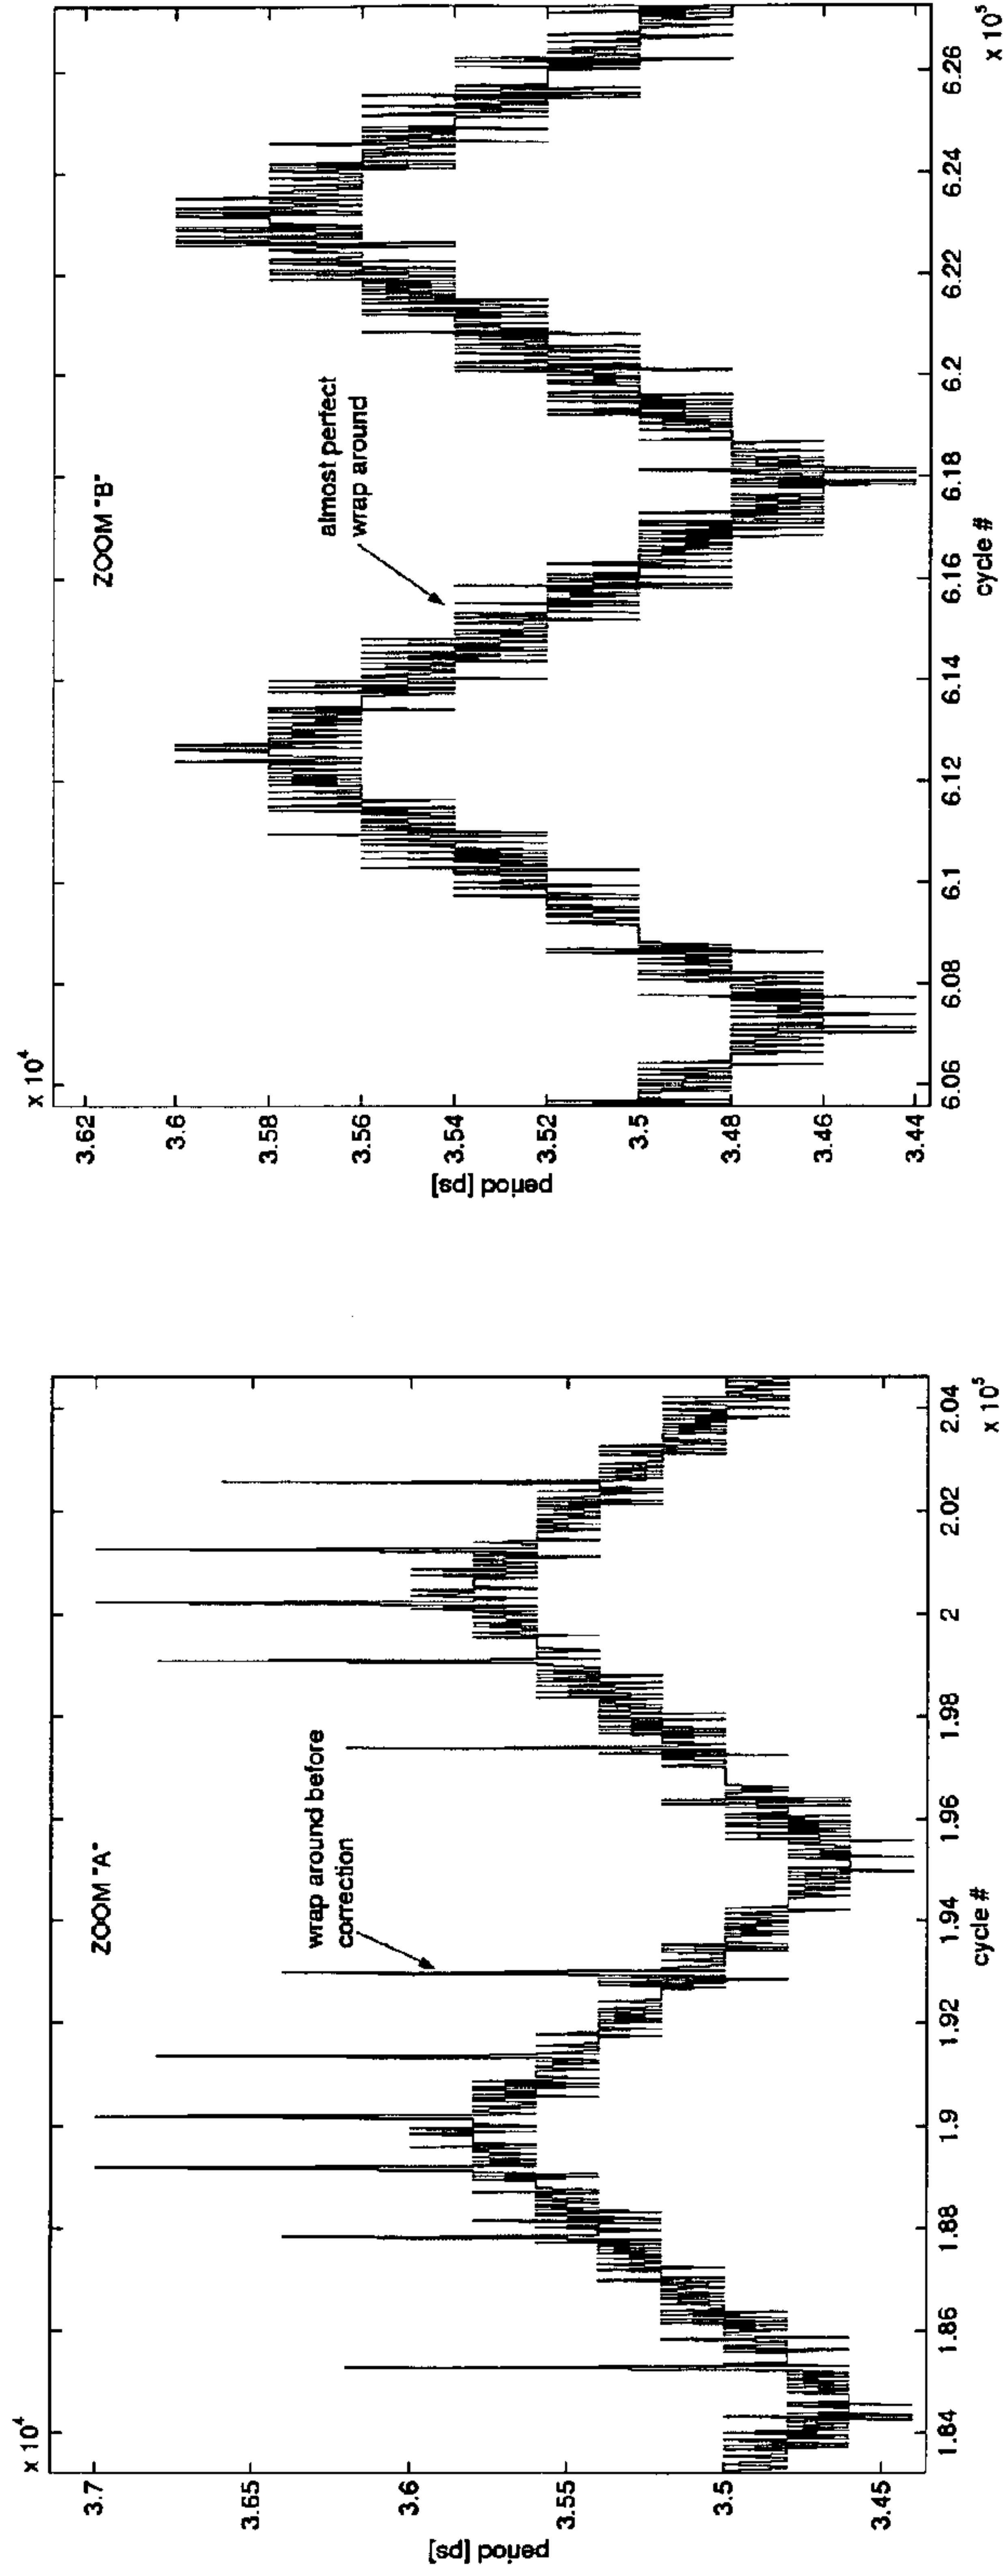 ZOOM "A"
x 10^4
3.7
3.65
3.6
3.55
3.5
3.45
period [ps]
wrap around before
correction
1.84
1.86
1.88
1.9
1.92
1.94
1.96
1.98
2
2.02
2.04
x 10^5
cycle #
ZOOM "B"
x 10^4
3.62
3.6
3.58
3.56
3.54
3.52
3.5
3.48
3.46
3.44
period [ps]
almost perfect
wrap around
6.06
6.08
6.1
6.12
6.14
6.16
6.18
6.2
6.22
6.24
6.26
x 10^5
cycle #